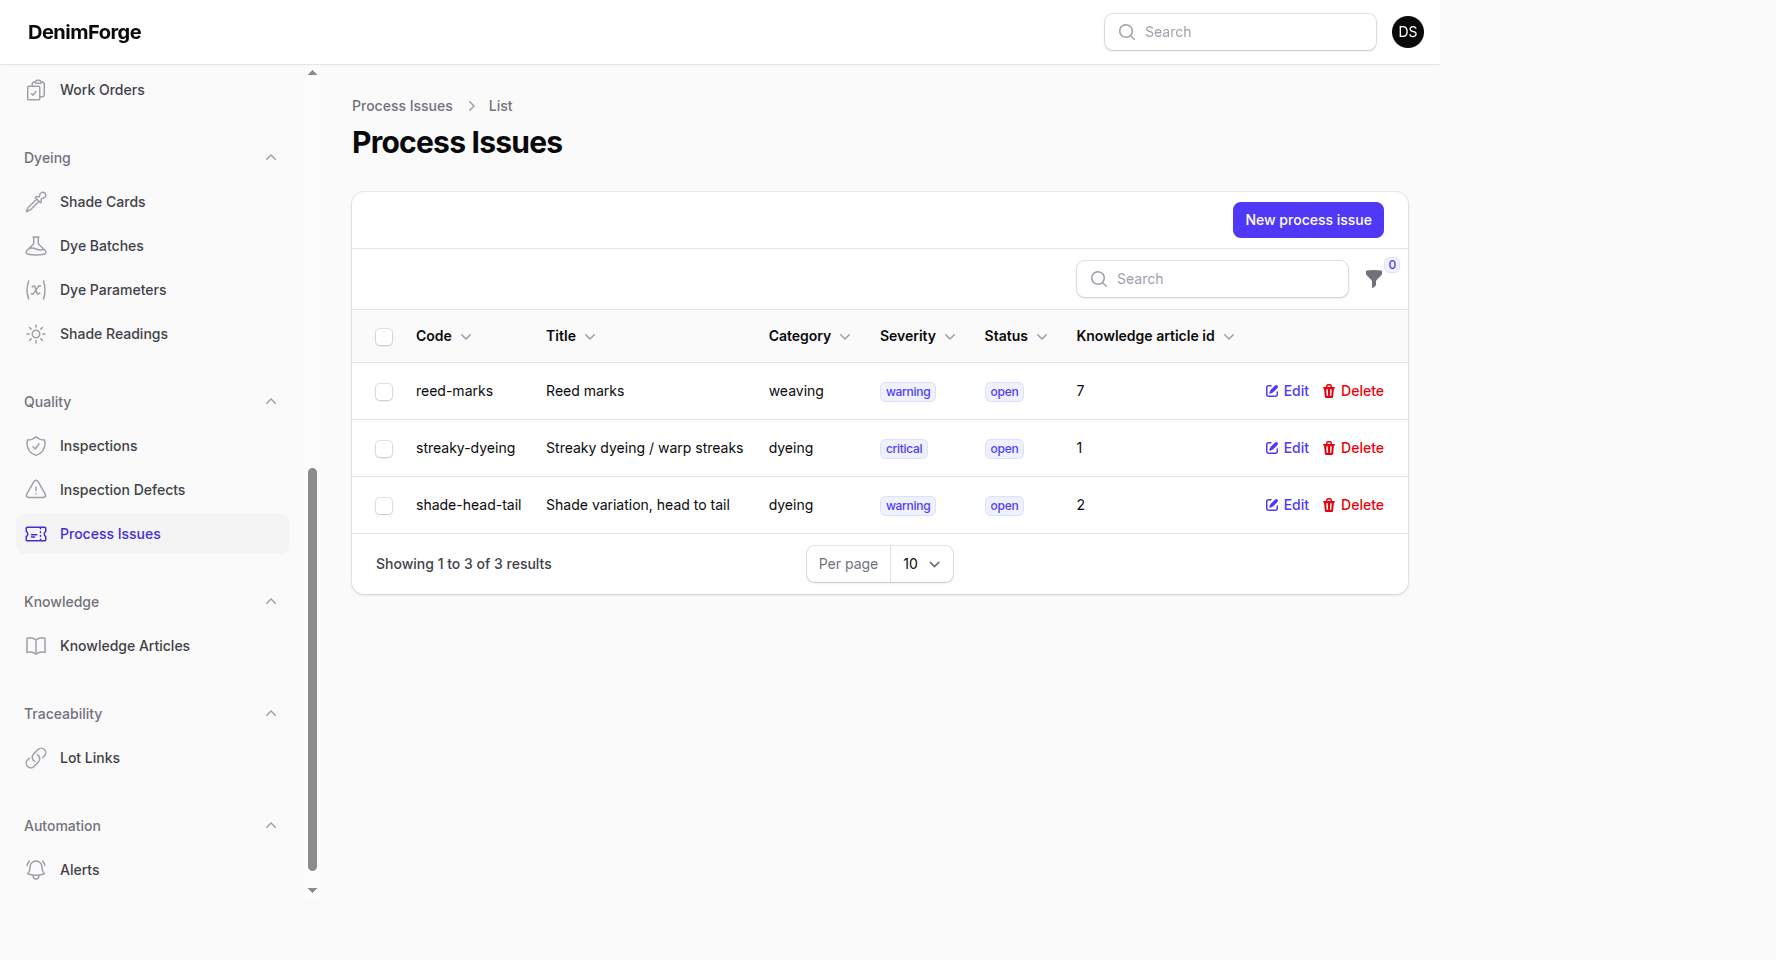 DenimForge
Search
DS
Work Orders
Dyeing
Shade Cards
Dye Batches
Dye Parameters
Shade Readings
Quality
Inspections
Inspection Defects
Process Issues
Knowledge
Knowledge Articles
Traceability
Lot Links
Automation
Alerts
Process Issues > List
Process Issues
New process issue
Search
0
Code Title Category Severity Status Knowledge article id
reed-marks Reed marks weaving warning open 7 Edit Delete
streaky-dyeing Streaky dyeing / warp streaks dyeing critical open 1 Edit Delete
shade-head-tail Shade variation, head to tail dyeing warning open 2 Edit Delete
Showing 1 to 3 of 3 results Per page 10